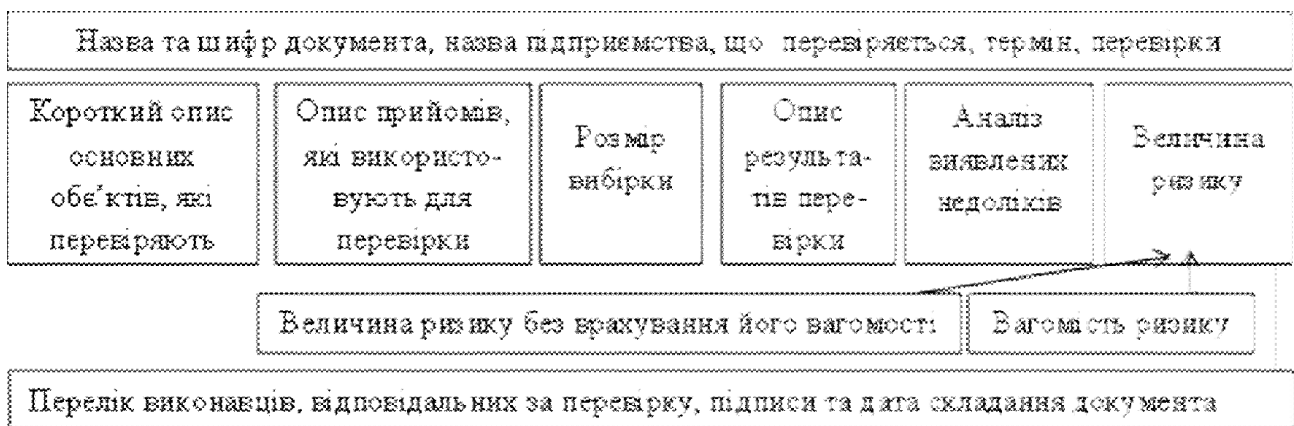 Назва та шифр документа, назва підприємства, що перевіряється, термін, перевірки
Короткий опис
основних
обе'ктів, які
перевіряють
Опис прийомів,
які використо-
вують для
перевірки
Розмір
вибірки
Опис
результа-
тів пере-
вірки
Аналіз
виявлених
недоліків
Величина
ризику
Величина ризику без врахування його вагомості
Вагомість ризику
Перелік виконавців, відповідальних за перевірку, підписи та дата складання документа